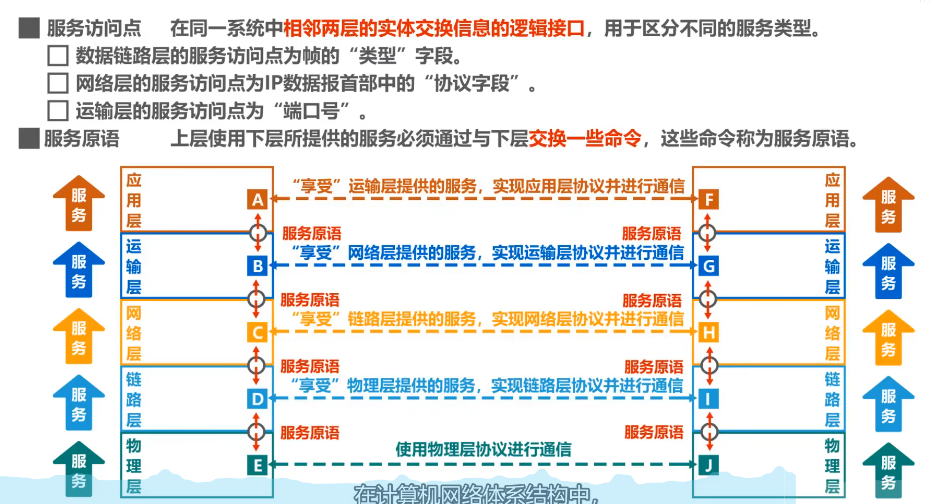 服务访问点 在同一系统中相邻两层的实体交换信息的逻辑接口，用于区分不同的服务类型。
数据链路层的服务访问点为帧的“类型”字段。
网络层的服务访问点为IP数据报首部中的“协议字段”。
运输层的服务访问点为“端口号”。
服务原语 上层使用下层所提供的服务必须通过与下层交换一些命令，这些命令称为服务原语。
服务 应用层 A “享受”运输层提供的服务，实现应用层协议并进行通信 F 应用层 服务
服务原语 服务原语
服务 运输层 B “享受”网络层提供的服务，实现运输层协议并进行通信 G 运输层 服务
服务原语 服务原语
服务 网络层 C “享受”链路层提供的服务，实现网络层协议并进行通信 H 网络层 服务
服务原语 服务原语
服务 链路层 D “享受”物理层提供的服务，实现链路层协议并进行通信 I 链路层 服务
服务原语 服务原语
服务 物理层 E 使用物理层协议进行通信 J 物理层 服务
在计算机网络体系结构中，